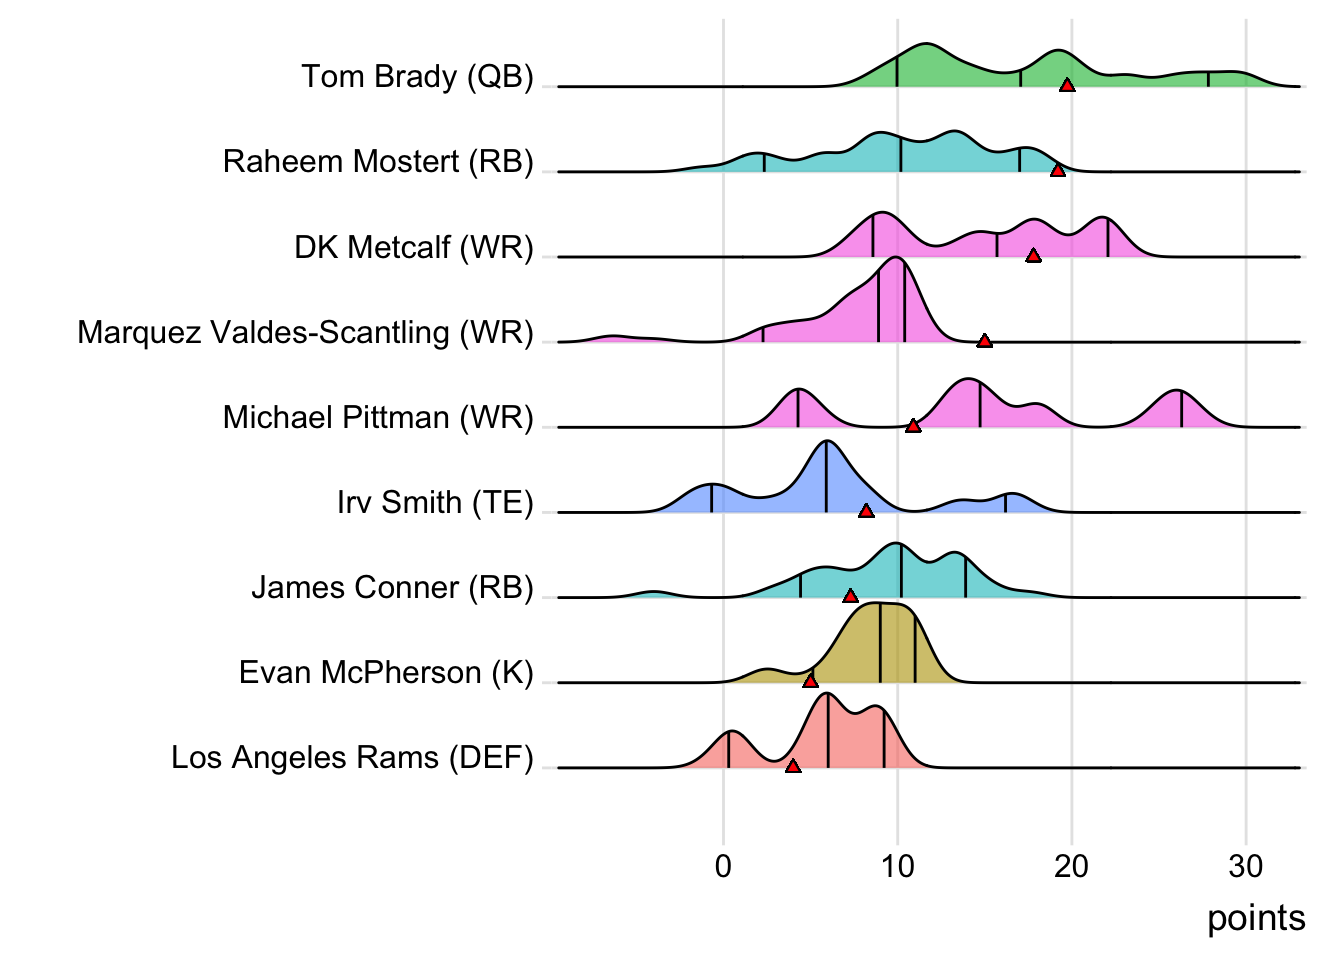 Tom Brady (QB)
Raheem Mostert (RB)
DK Metcalf (WR)
Marquez Valdes-Scantling (WR)
Michael Pittman (WR)
Irv Smith (TE)
James Conner (RB)
Evan McPherson (K)
Los Angeles Rams (DEF)
0 10 20 30
points